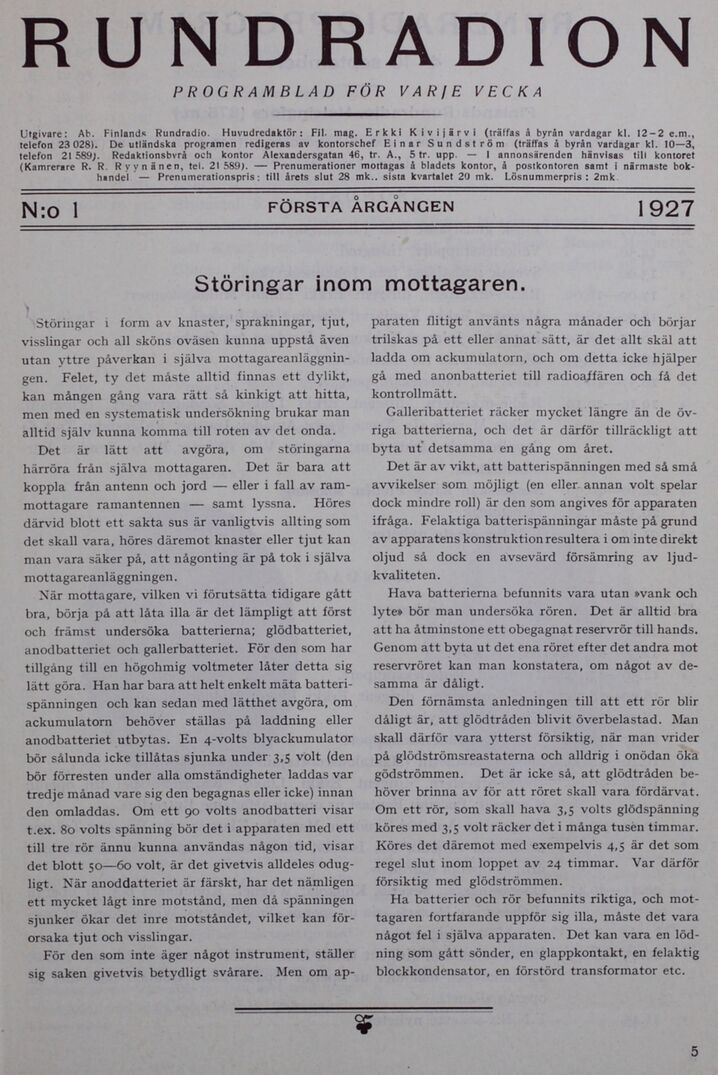 RUNDRADION
PROGRAMBLAD FÖR VARJE VECKA
Utgivare: Ab. Finlands Rundradio. Huvudredaktör: Fil. mag. Erkki Kivijärvi (träffas å byrån vardagar kl. 12–2 e.m.,
telefon 23 028). De utländska programen redigeras av kontorschef Einar Sundström (träffas å byrån vardagar kl. 10–3,
telefon 21 589). Redaktionsbyrå och kontor Alexandersgatan 46, tr. A., 5 tr. upp. — I annonsärenden hänvisas till kontoret
(Kamrerare R. R. Ryynänen, tel. 21 589). — Prenumerationer mottagas å bladets kontor, å postkontoren samt i närmaste bok-
handel — Prenumerationspris: till årets slut 28 mk.. sista kvartalet 20 mk. Lösnummerpris: 2mk.
N:o 1 FÖRSTA ÅRGÅNGEN 1927
Störingar inom mottagaren.
Störingar i form av knaster, sprakningar, tjut,
visslingar och all sköns oväsen kunna uppstå även
utan yttre påverkan i själva mottagareanläggnin-
gen. Felet, ty det måste alltid finnas ett dylikt,
kan mången gång vara rätt så kinkigt att hitta,
men med en systematisk undersökning brukar man
alltid själv kunna komma till roten av det onda.
Det är lätt att avgöra, om störingarna
härröra från själva mottagaren. Det är bara att
koppla från antenn och jord — eller i fall av ram-
mottagare ramantennen — samt lyssna. Höres
därvid blott ett sakta sus är vanligtvis allting som
det skall vara, höres däremot knaster eller tjut kan
man vara säker på, att någonting är på tok i själva
mottagareanläggningen.
När mottagare, vilken vi förutsätta tidigare gått
bra, börja på att låta illa är det lämpligt att först
och främst undersöka batterierna; glödbatteriet,
anodbatteriet och gallerbatteriet. För den som har
tillgång till en högohmig voltmeter låter detta sig
lätt göra. Han har bara att helt enkelt mäta batteri-
spänningen och kan sedan med lätthet avgöra, om
ackumulatorn behöver ställas på laddning eller
anodbatteriet utbytas. En 4-volts blyackumulator
bör sålunda icke tillåtas sjunka under 3,5 volt (den
bör förresten under alla omständigheter laddas var
tredje månad vare sig den begagnas eller icke) innan
den omladdas. Om ett 90 volts anodbatteri visar
t.ex. 80 volts spänning bör det i apparaten med ett
till tre rör ännu kunna användas någon tid, visar
det blott 50—60 volt, är det givetvis alldeles odug-
ligt. När anoddatteriet är färskt, har det nämligen
ett mycket lågt inre motstånd, men då spänningen
sjunker ökar det inre motståndet, vilket kan för-
orsaka tjut och visslingar.
För den som inte äger något instrument, ställer
sig saken givetvis betydligt svårare. Men om ap-
paraten flitigt använts några månader och börjar
trilskas på ett eller annat sätt, är det allt skäl att
ladda om ackumulatorn, och om detta icke hjälper
gå med anonbatteriet till radioaffären och få det
kontrollmätt.
Galleribatteriet räcker mycket längre än de öv-
riga batterierna, och det är därför tillräckligt att
byta ut detsamma en gång om året.
Det är av vikt, att batterispänningen med så små
avvikelser som möjligt (en eller annan volt spelar
dock mindre roll) är den som angives för apparaten
ifråga. Felaktiga batterispänningar måste på grund
av apparatens konstruktion resultera i om inte direkt
oljud så dock en avsevärd försämring av ljud-
kvaliteten.
Hava batterierna befunnits vara utan »vank och
lyte» bör man undersöka rören. Det är alltid bra
att ha åtminstone ett obegagnat reservrör till hands.
Genom att byta ut det ena röret efter det andra mot
reservröret kan man konstatera, om något av de-
samma är dåligt.
Den förnämsta anledningen till att ett rör blir
dåligt är, att glödtråden blivit överbelastad. Man
skall därför vara ytterst försiktig, när man vrider
på glödströmsreastaterna och alldrig i onödan öka
gödströmmen. Det är icke så, att glödtråden be-
höver brinna av för att röret skall vara fördärvat.
Om ett rör, som skall hava 3,5 volts glödspänning
köres med 3,5 volt räcker det i många tusen timmar.
Köres det däremot med exempelvis 4,5 är det som
regel slut inom loppet av 24 timmar. Var därför
försiktig med glödströmmen.
Ha batterier och rör befunnits riktiga, och mot-
tagaren fortfarande uppför sig illa, måste det vara
något fel i själva apparaten. Det kan vara en löd-
ning som gått sönder, en glappkontakt, en felaktig
blockkondensator, en förstörd transformator etc.
5